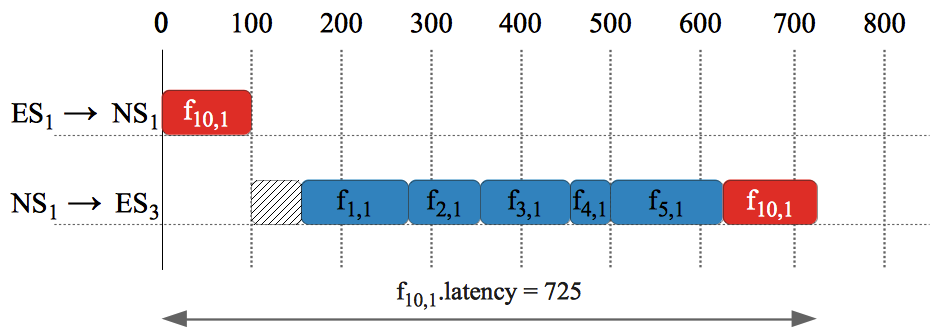 0 100 200 300 400 500 600 700 800
ES1 → NS1 f10,1
NS1 → ES3 f1,1 f2,1 f3,1 f4,1 f5,1 f10,1
f10,1.latency = 725